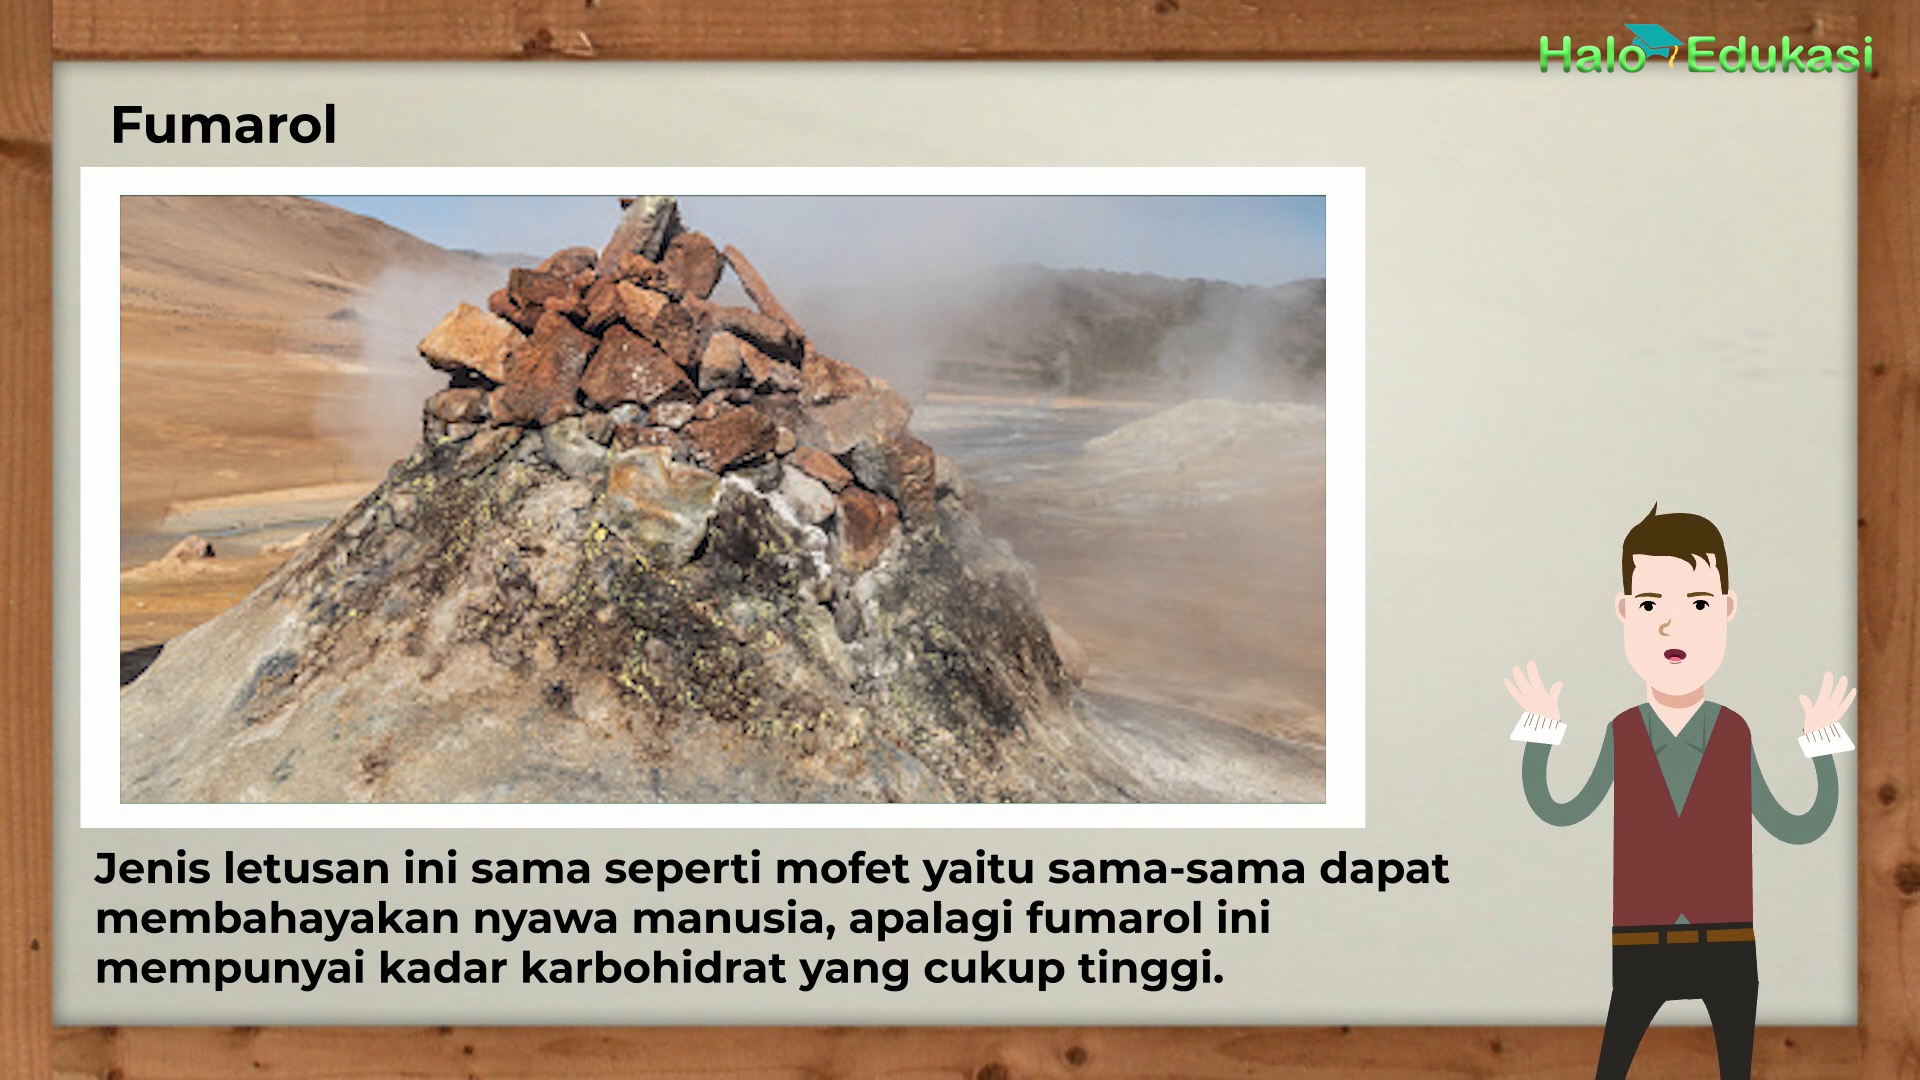 Halo Edukasi
Fumarol
Jenis letusan ini sama seperti mofet yaitu sama-sama dapat
membahayakan nyawa manusia, apalagi fumarol ini
mempunyai kadar karbohidrat yang cukup tinggi.